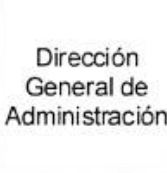 Dirección
General de
Administración